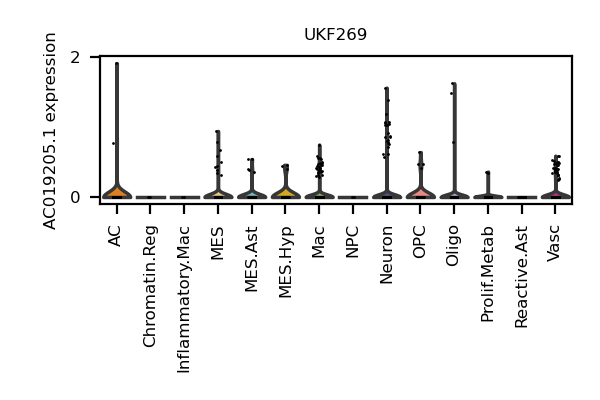 UKF269
AC019205.1 expression
2
0
AC
Chromatin.Reg
Inflammatory.Mac
MES
MES.Ast
MES.Hyp
Mac
NPC
Neuron
OPC
Oligo
Prolif.Metab
Reactive.Ast
Vasc